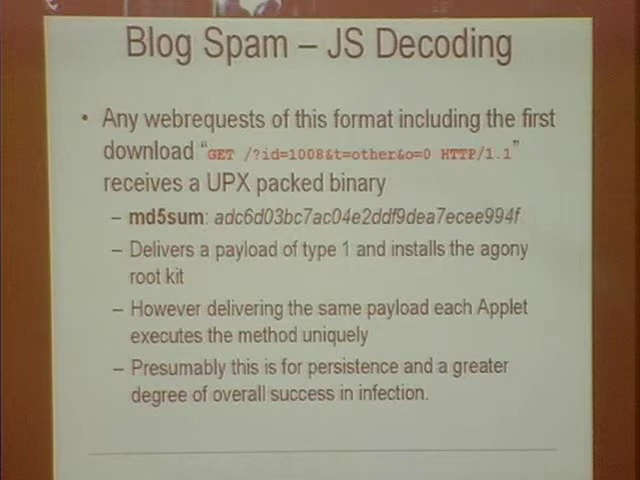 Blog Spam – JS Decoding
• Any webrequests of this format including the first
download "GET /?id=1008&t=other&o=0 HTTP/1.1"
receives a UPX packed binary
– md5sum: adc6d03bc7ac04e2ddf9dea7ecee994f
– Delivers a payload of type 1 and installs the agony
root kit
– However delivering the same payload each Applet
executes the method uniquely
– Presumably this is for persistence and a greater
degree of overall success in infection.